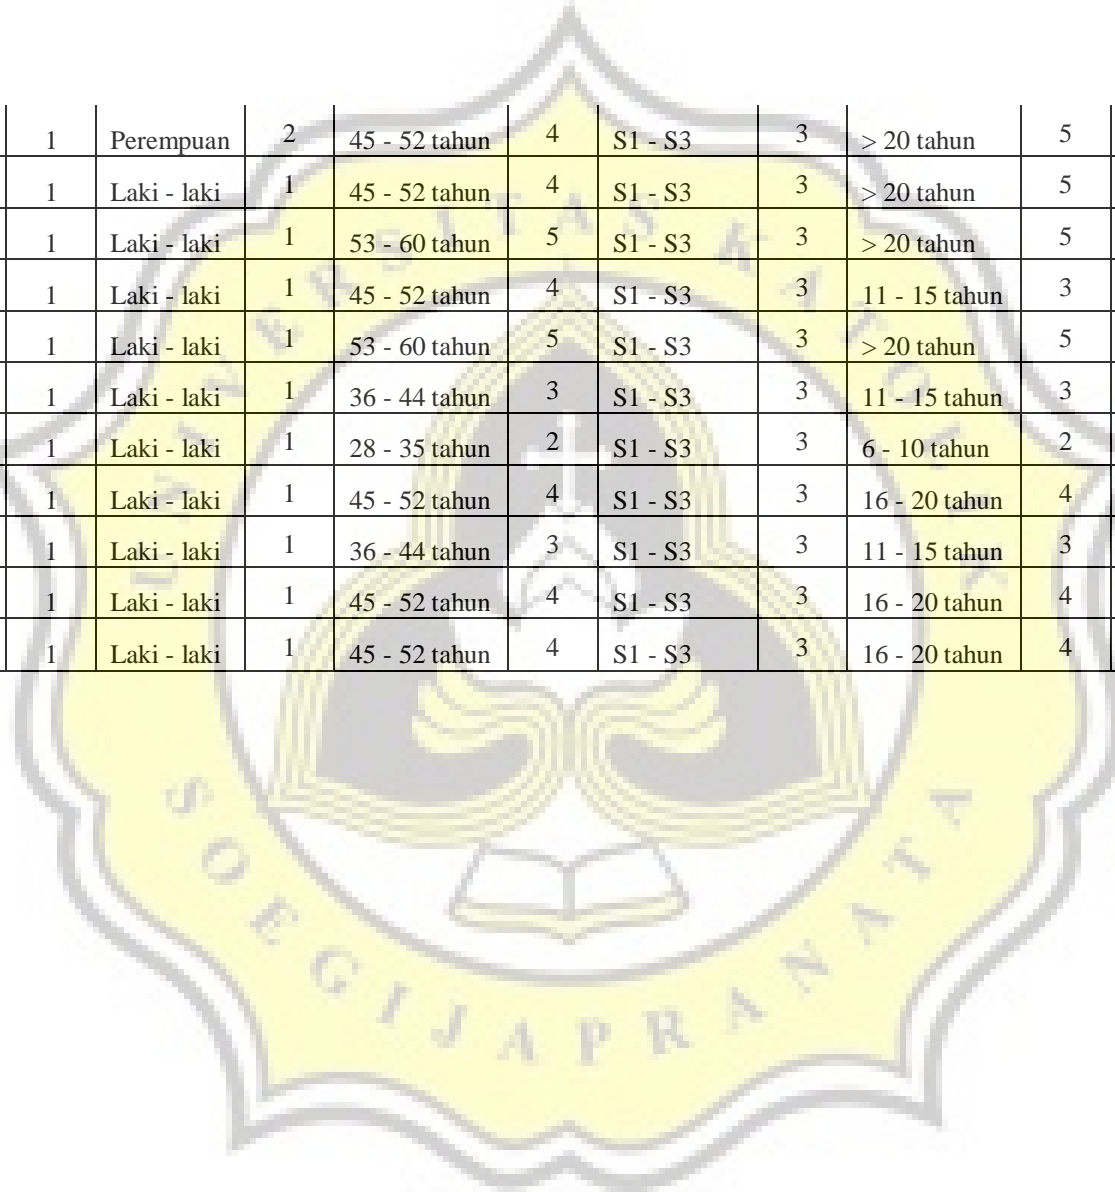 1 Perempuan 2 45 - 52 tahun 4 S1 - S3 3 > 20 tahun 5
1 Laki - laki 1 45 - 52 tahun 4 S1 - S3 3 > 20 tahun 5
1 Laki - laki 1 53 - 60 tahun 5 S1 - S3 3 > 20 tahun 5
1 Laki - laki 1 45 - 52 tahun 4 S1 - S3 3 11 - 15 tahun 3
1 Laki - laki 1 53 - 60 tahun 5 S1 - S3 3 > 20 tahun 5
1 Laki - laki 1 36 - 44 tahun 3 S1 - S3 3 11 - 15 tahun 3
1 Laki - laki 1 28 - 35 tahun 2 S1 - S3 3 6 - 10 tahun 2
1 Laki - laki 1 45 - 52 tahun 4 S1 - S3 3 16 - 20 tahun 4
1 Laki - laki 1 36 - 44 tahun 3 S1 - S3 3 11 - 15 tahun 3
1 Laki - laki 1 45 - 52 tahun 4 S1 - S3 3 16 - 20 tahun 4
1 Laki - laki 1 45 - 52 tahun 4 S1 - S3 3 16 - 20 tahun 4
UNIVERSITAS KATOLIK
SOEGIJAPRANATA